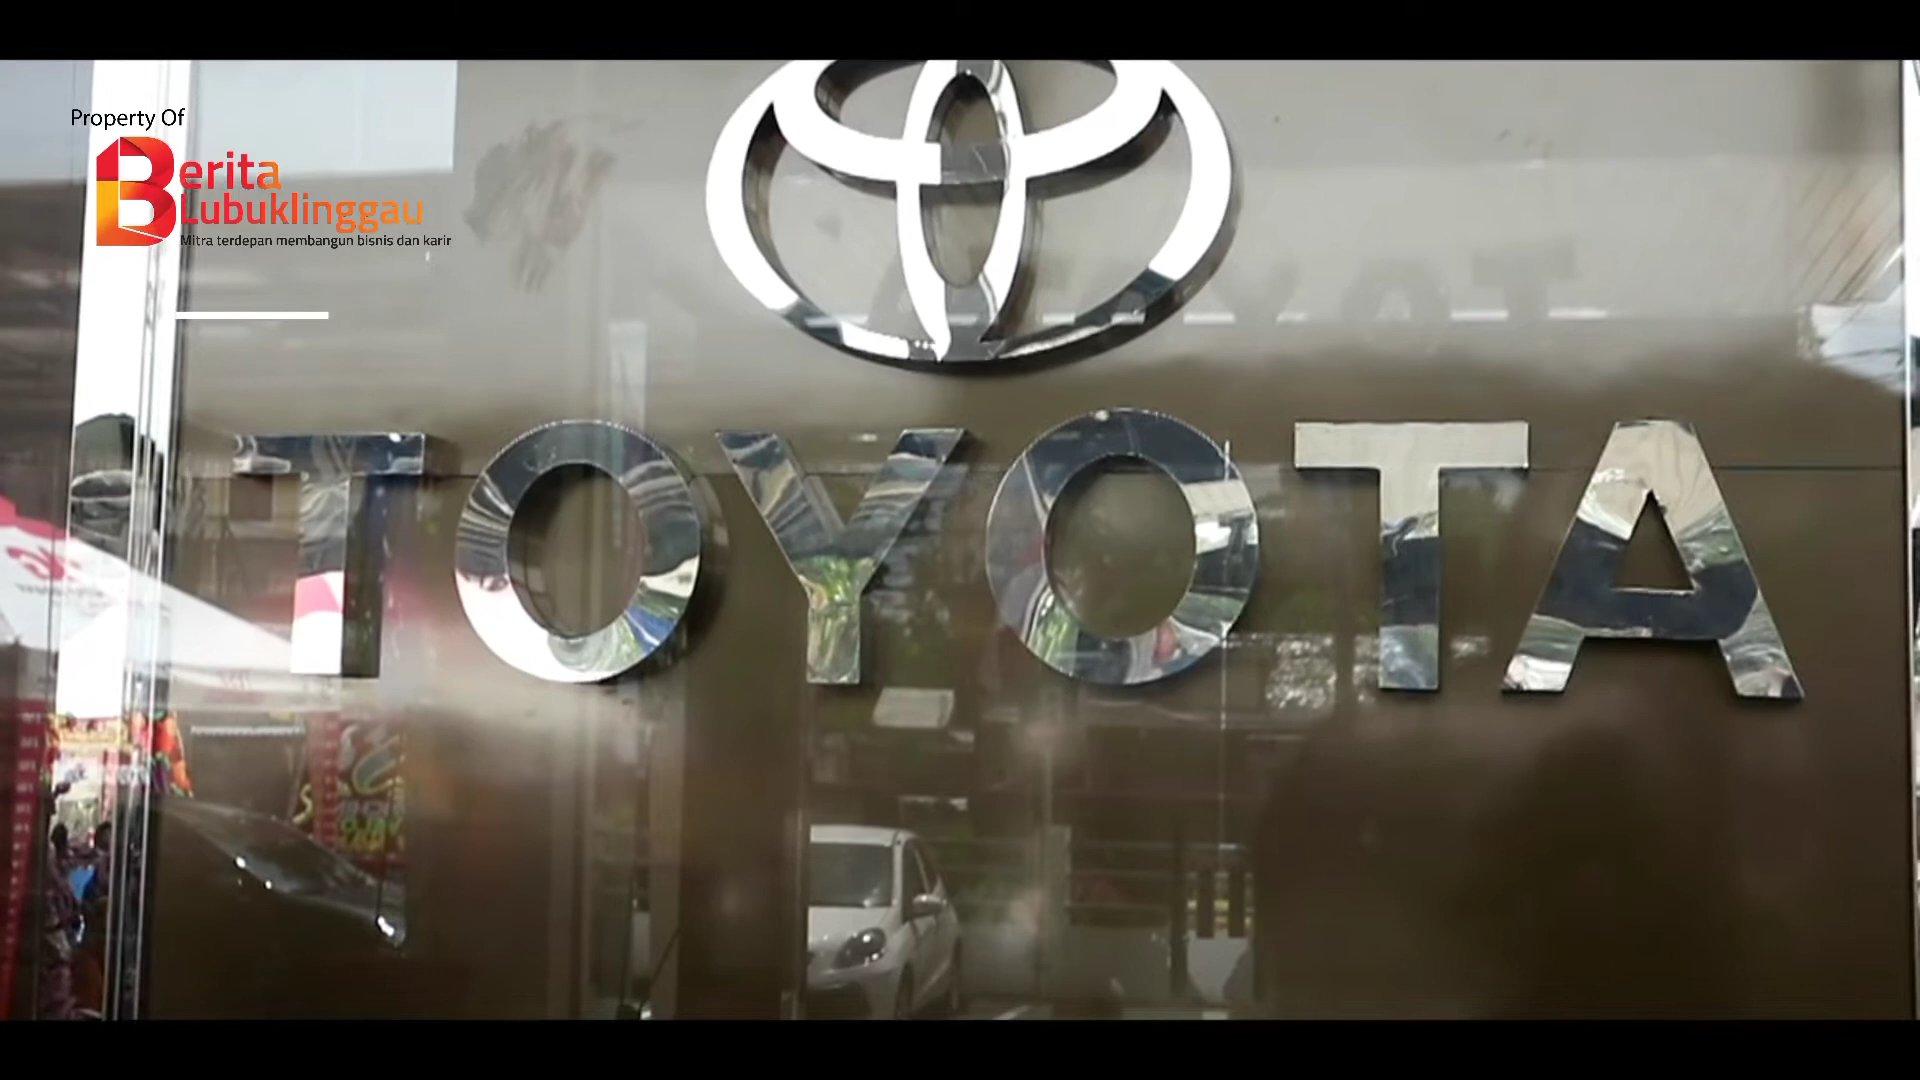 Property Of
Berita
Lubuklinggau
Mitra terdepan membangun bisnis dan karir
TOYOTA